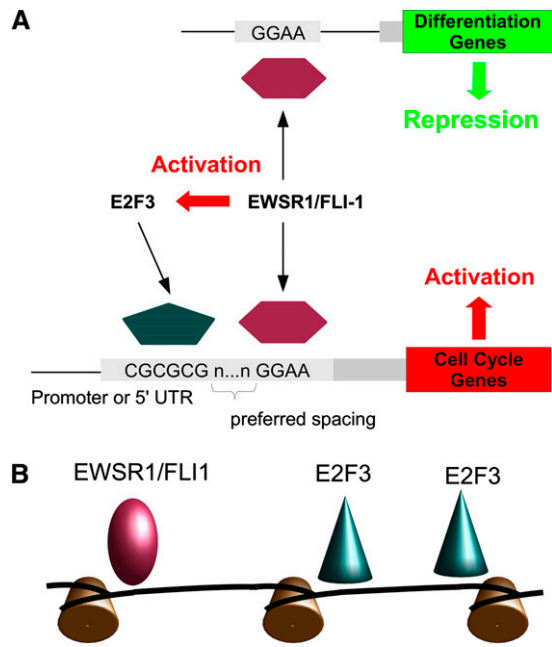 A
GGAA
Differentiation
Genes
Repression
Activation
E2F3
EWSR1/FLI-1
Activation
CGCGCG n...n GGAA
Cell Cycle
Genes
Promoter or 5' UTR
preferred spacing
B
EWSR1/FLI1
E2F3
E2F3